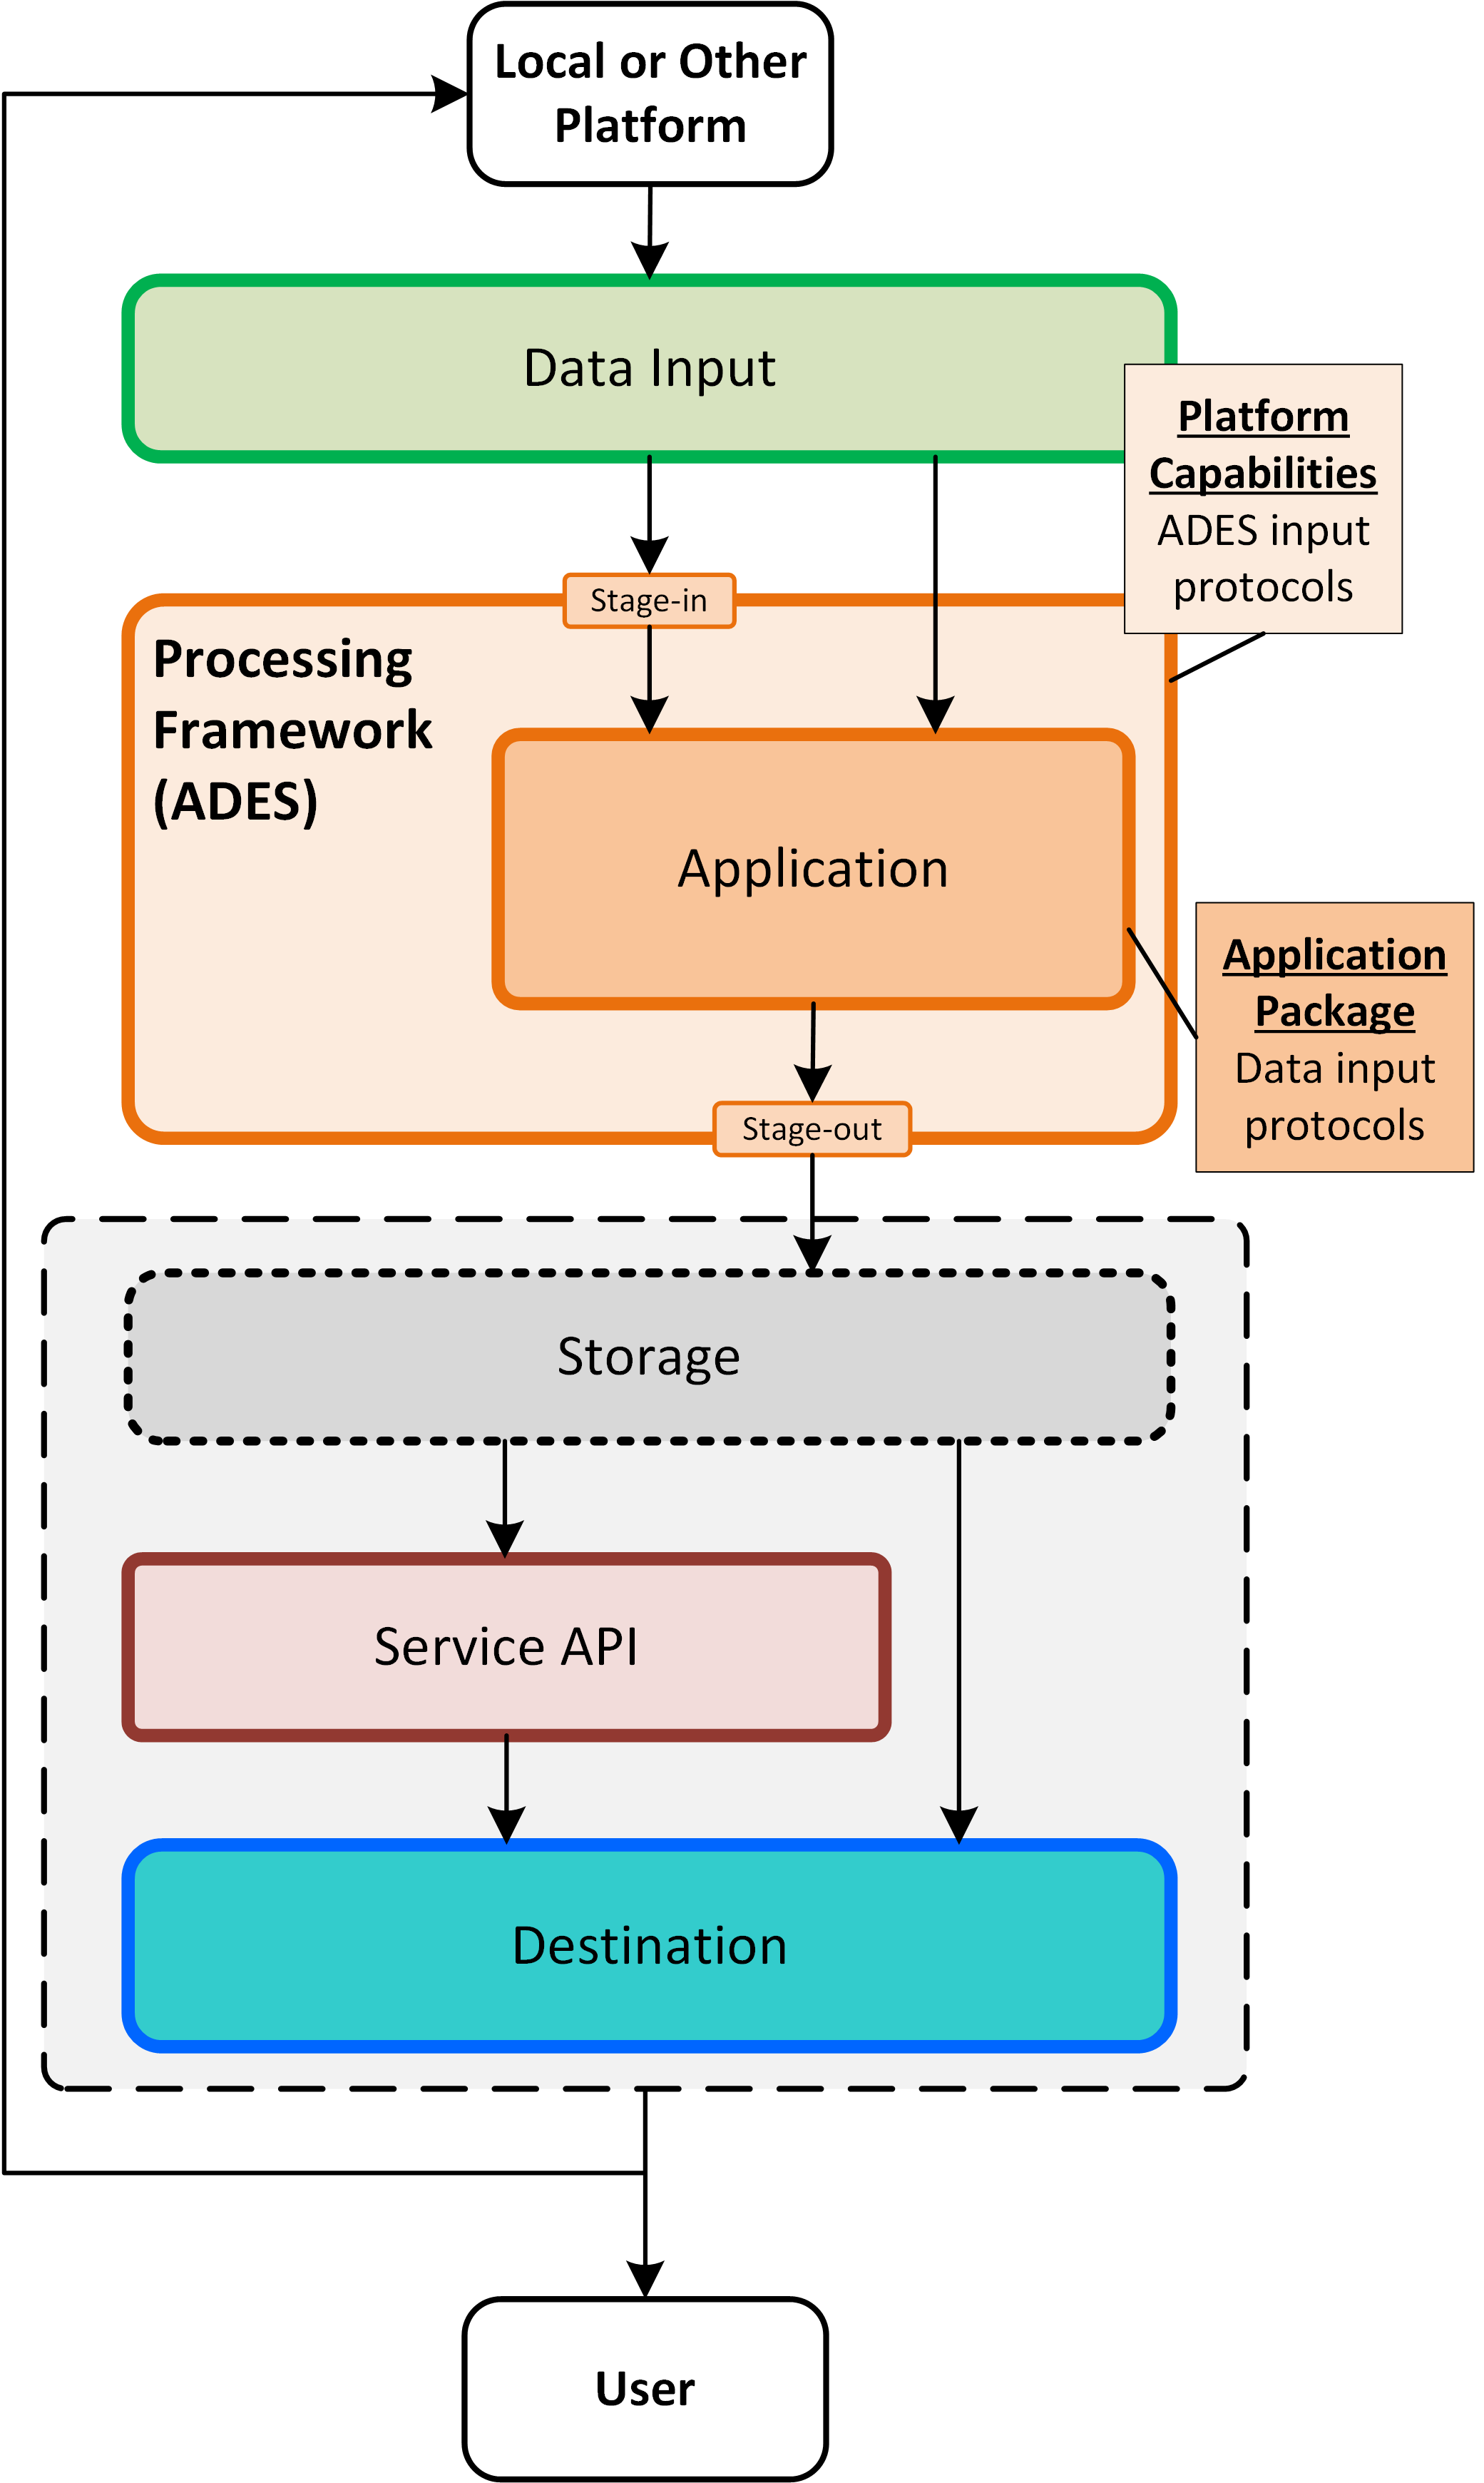 Local or Other
Platform
Data Input
Platform
Capabilities
ADES input
protocols
Stage-in
Processing
Framework
(ADES)
Application
Application
Package
Data input
protocols
Stage-out
Storage
Service API
Destination
User